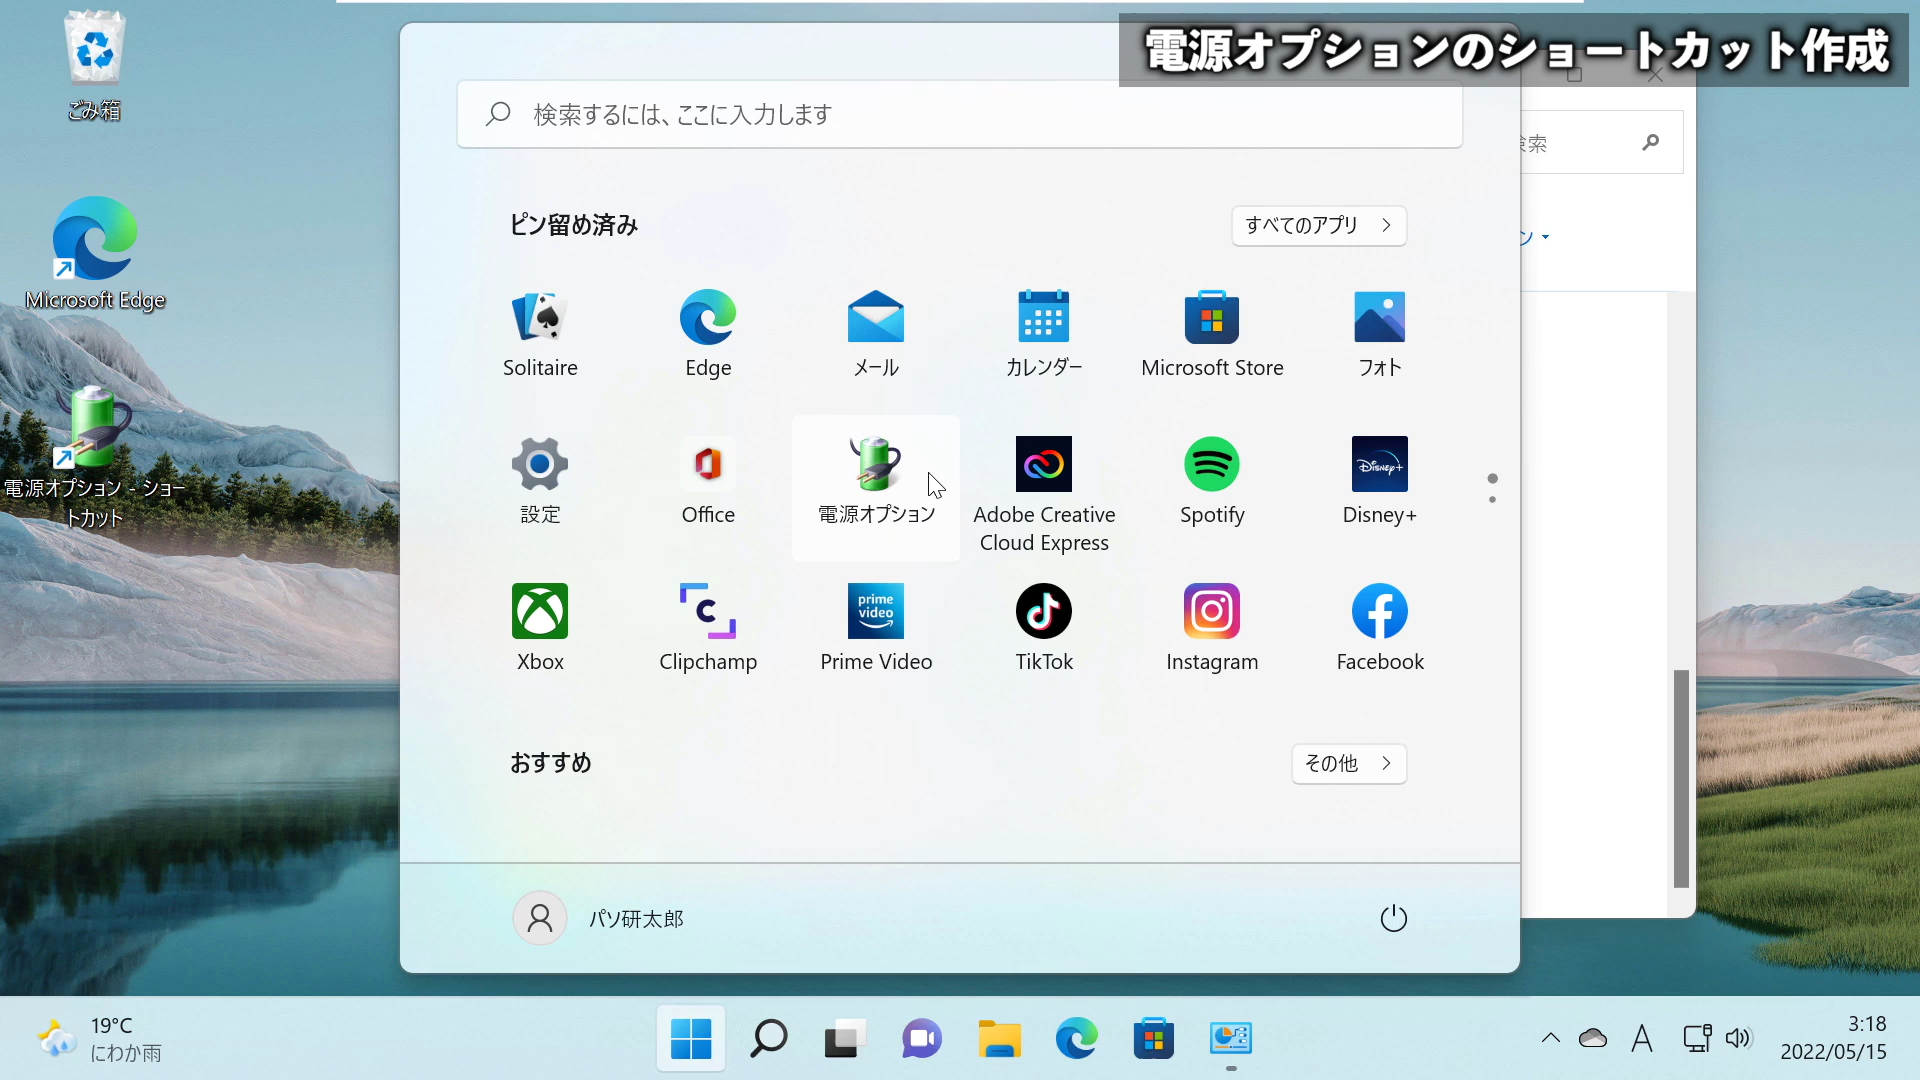 電源オプションのショートカット作成
ごみ箱
Microsoft Edge
電源オプション - ショー
トカット
検索するには、ここに入力します
索
ン
ピン留め済み
すべてのアプリ
Solitaire
Edge
メール
カレンダー
Microsoft Store
フォト
設定
Office
電源オプション
Adobe Creative
Cloud Express
Spotify
Disney+
Disney+
Xbox
Clipchamp
prime
video
Prime Video
TikTok
Instagram
Facebook
おすすめ
その他
パソ研太郎
19°C
にわか雨
A
3:18
2022/05/15